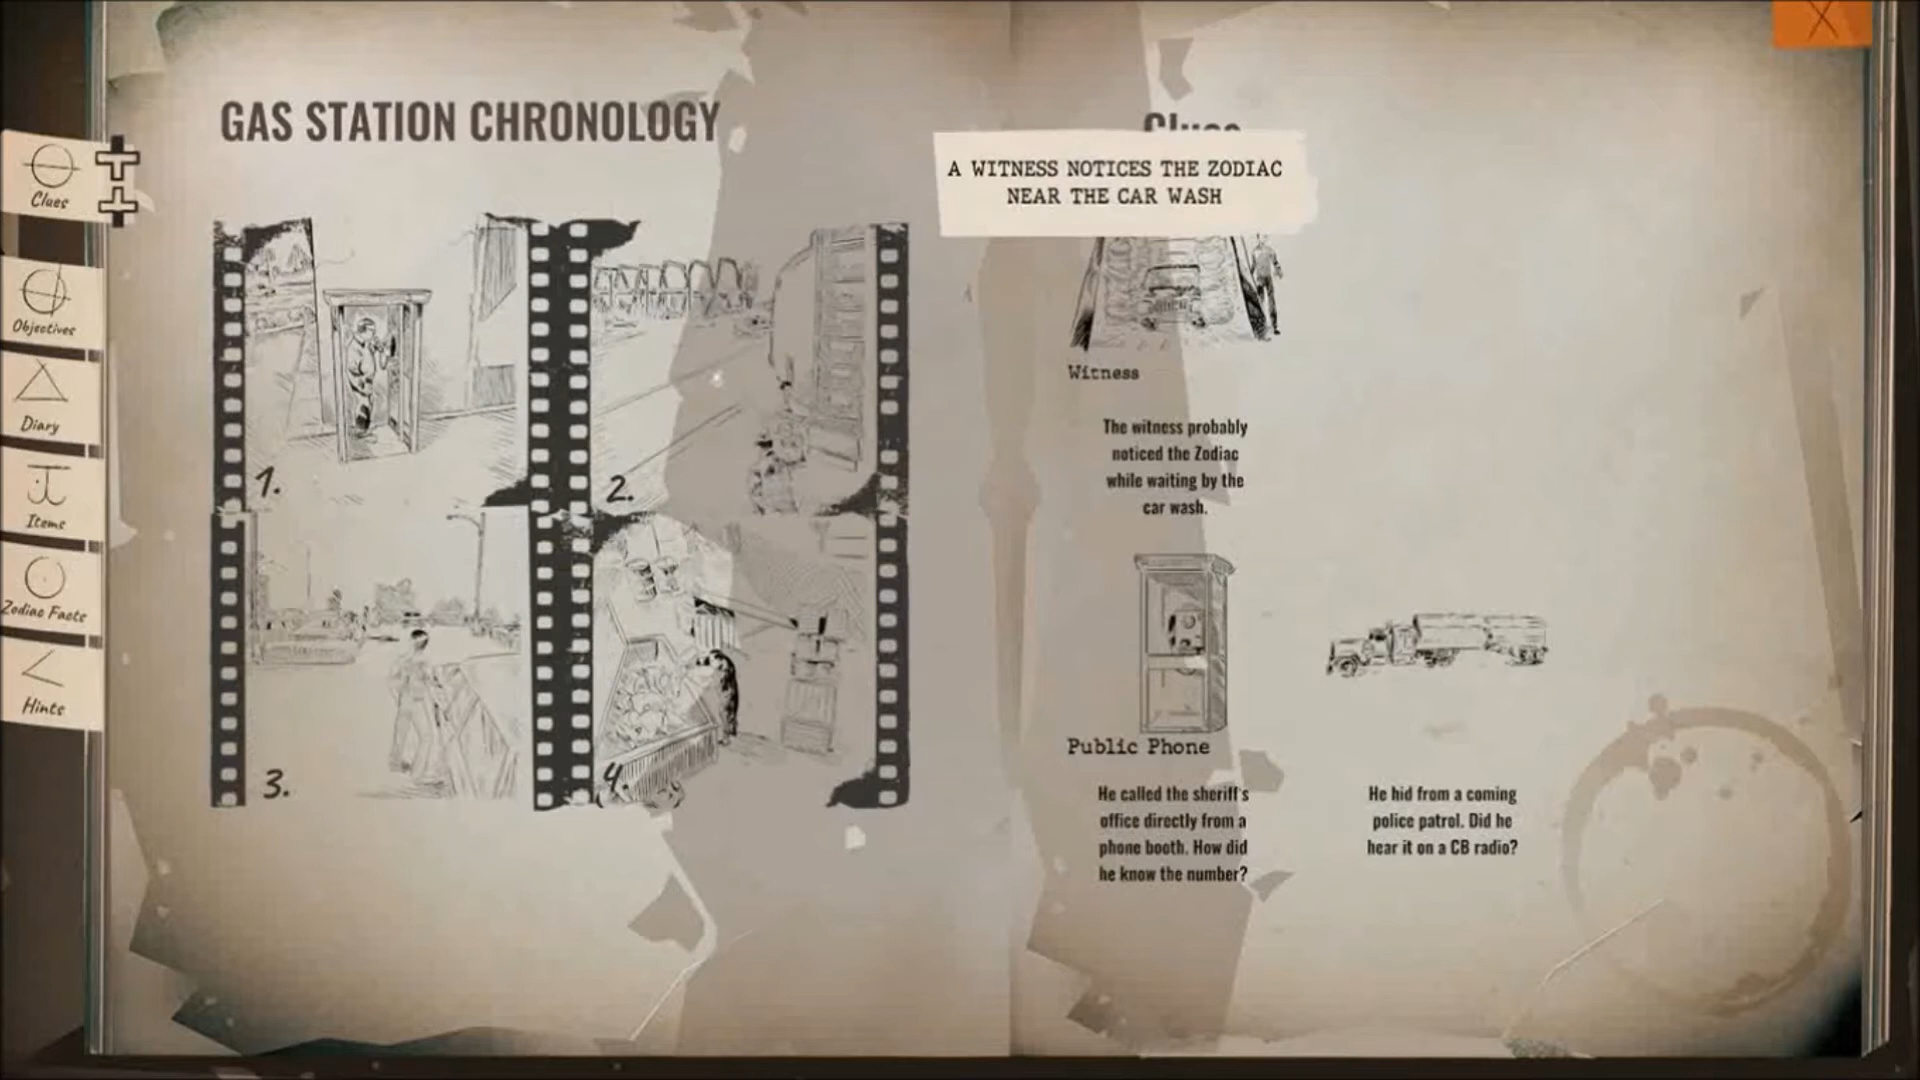 GAS STATION CHRONOLOGY
Clues
A WITNESS NOTICES THE ZODIAC
NEAR THE CAR WASH
Clues
Objectives
Diary
Items
Zodiac Facts
Hints
1.
2.
3.
4
Witness
The witness probably
noticed the Zodiac
while waiting by the
car wash.
Public Phone
He called the sheriff's
office directly from a
phone booth. How did
he know the number?
He hid from a coming
police patrol. Did he
hear it on a CB radio?